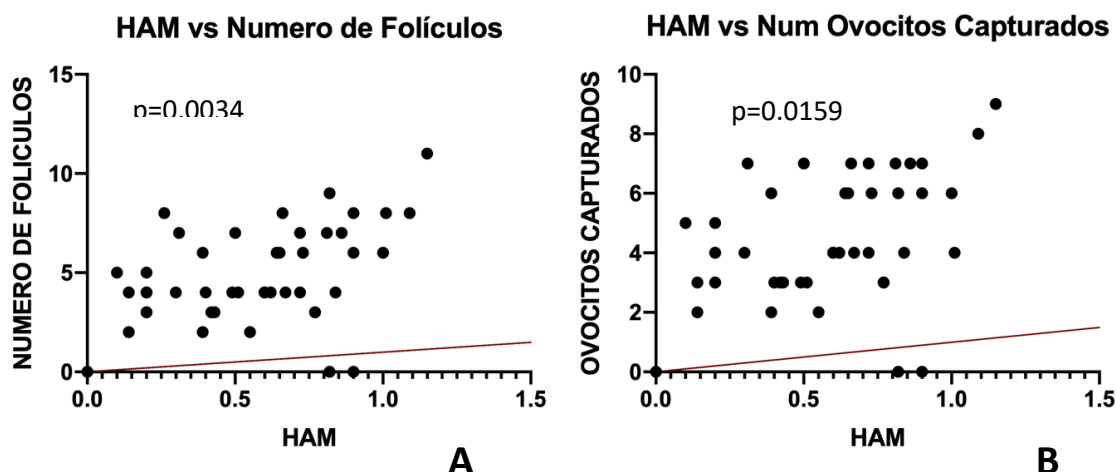 HAM vs Numero de Folículos
NUMERO DE FOLICULOS
15
10
5
0
p=0.0034
0.0 0.5 1.0 1.5
HAM
A
HAM vs Num Ovocitos Capturados
OVOCITOS CAPTURADOS
10
8
6
4
2
0
p=0.0159
0.0 0.5 1.0 1.5
HAM
B